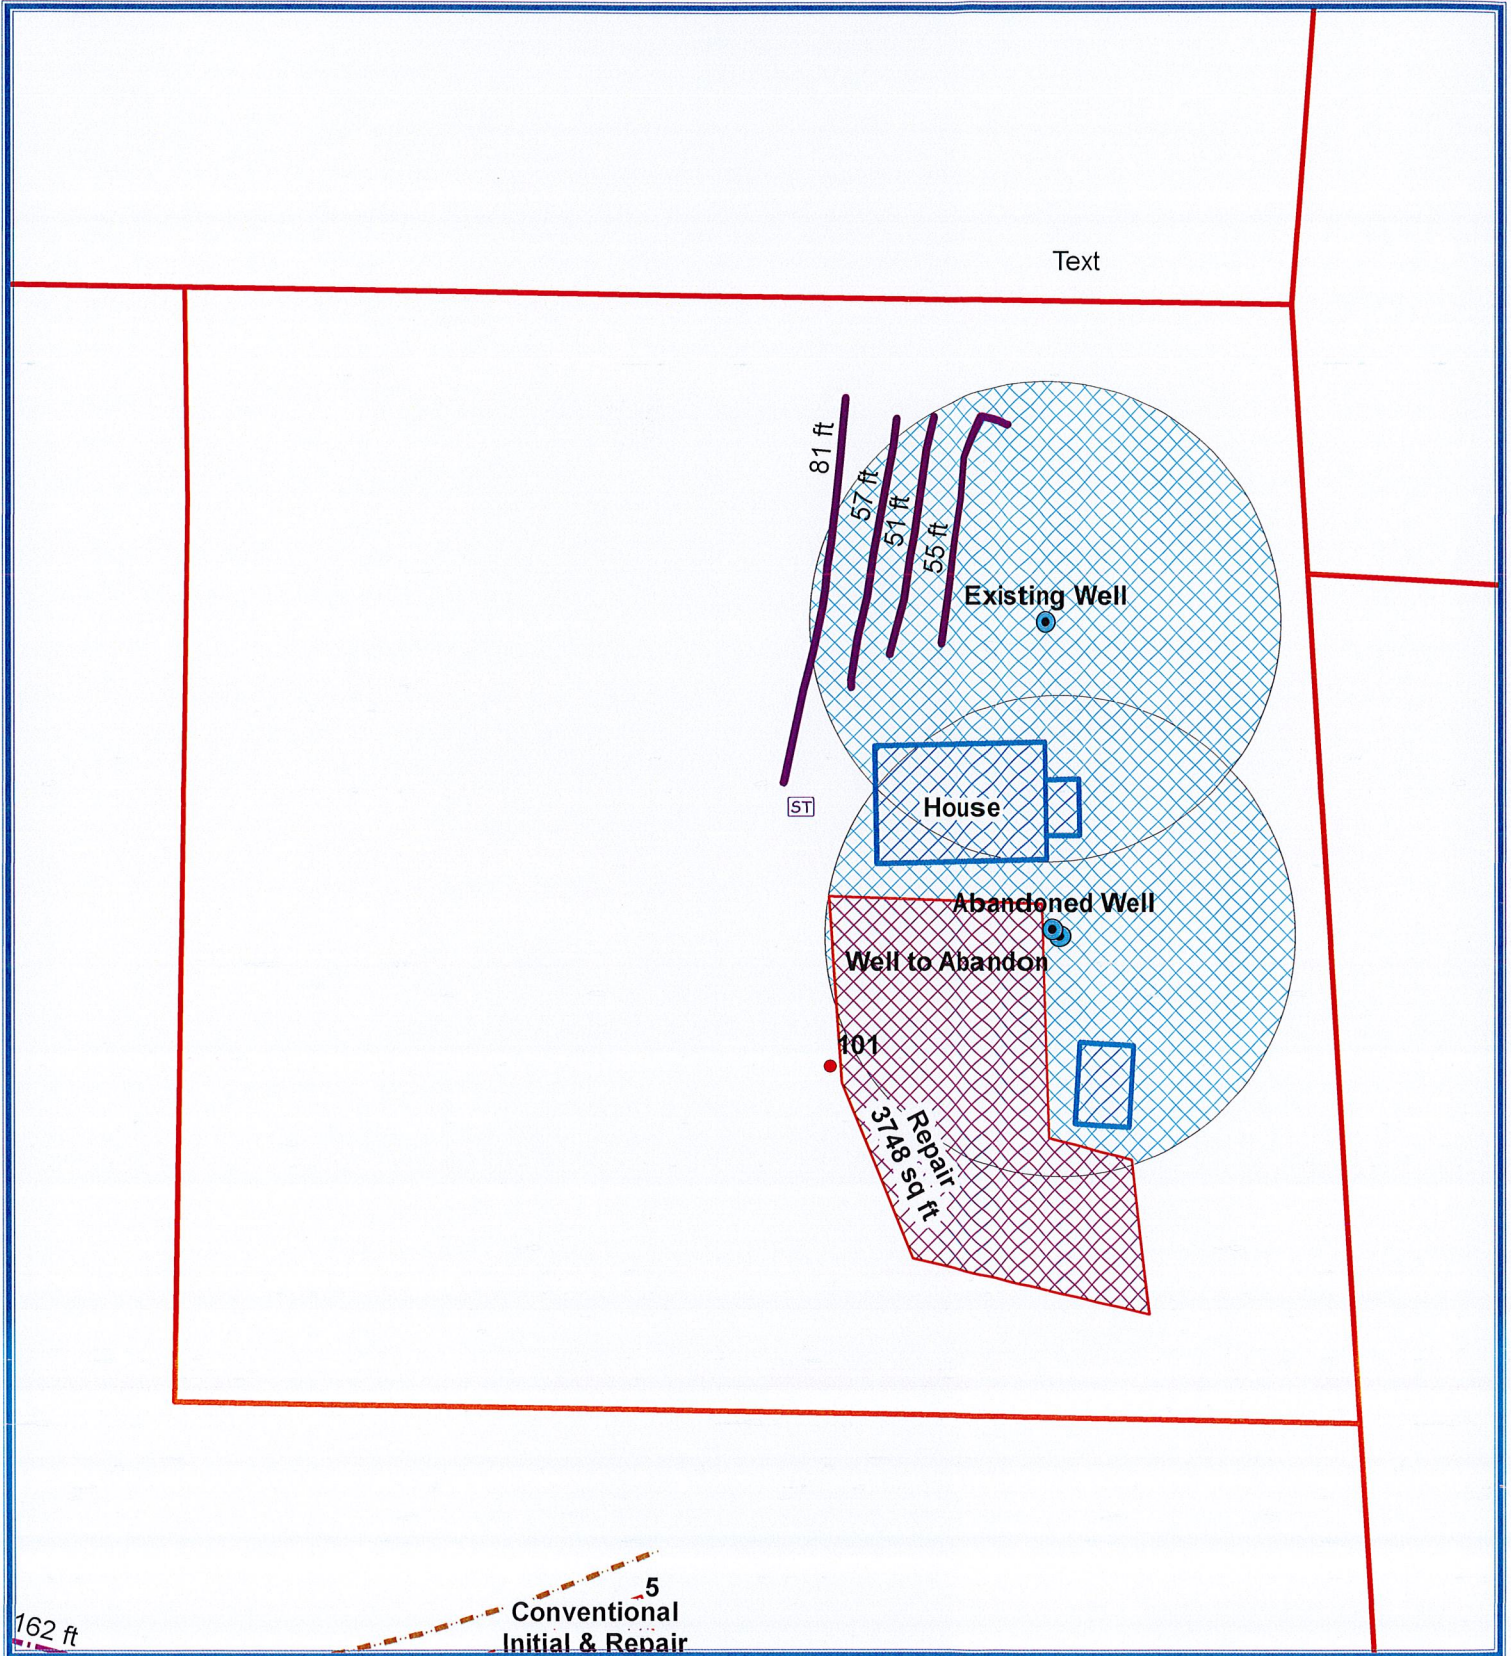 Text
81 ft
57 ft
51 ft
55 ft
Existing Well
ST
House
Abandoned Well
Well to Abandon
101
Repair
3748 sq ft
5
Conventional
Initial & Repair
162 ft